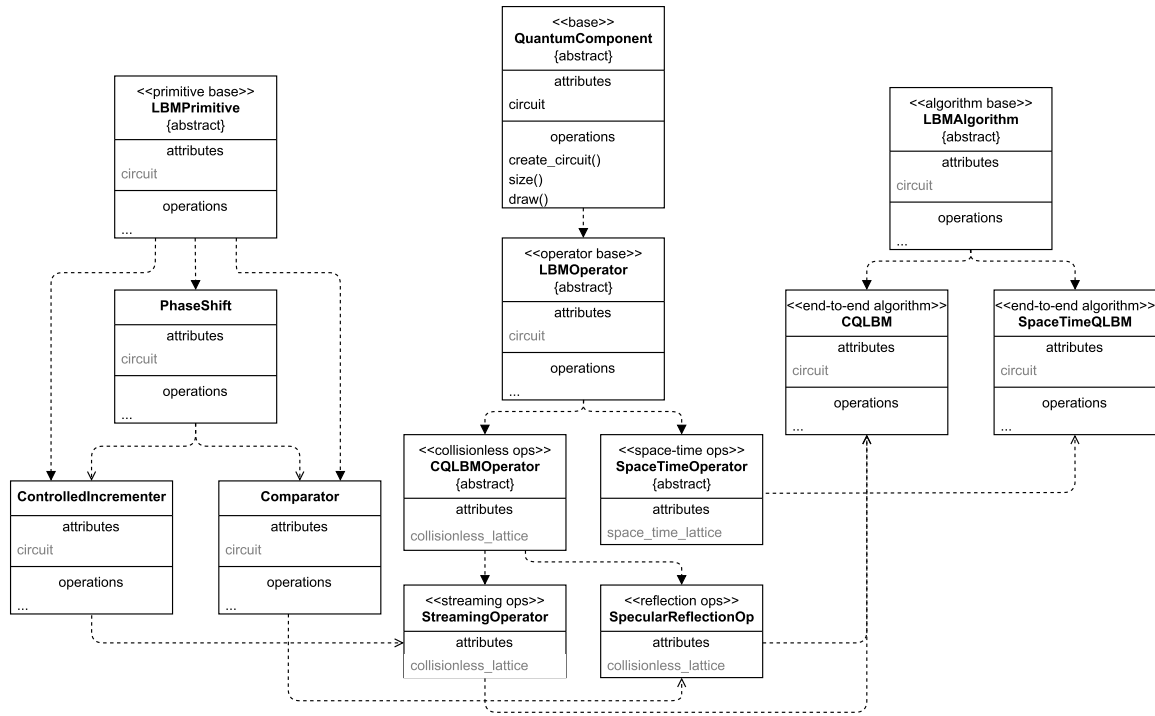 <<base>>
QuantumComponent
{abstract}
attributes
circuit
operations
create_circuit()
size()
draw()
<<primitive base>>
LBMPrimitive
{abstract}
attributes
circuit
operations
...
<<algorithm base>>
LBMAlgorithm
{abstract}
attributes
circuit
operations
...
<<operator base>>
LBMOperator
{abstract}
attributes
circuit
operations
...
PhaseShift
attributes
circuit
operations
...
<<end-to-end algorithm>>
CQLBM
attributes
circuit
operations
...
<<end-to-end algorithm>>
SpaceTimeQLBM
attributes
circuit
operations
...
<<collisionless ops>>
CQLBMOperator
{abstract}
attributes
collisionless_lattice
<<space-time ops>>
SpaceTimeOperator
{abstract}
attributes
space_time_lattice
ControlledIncrementer
attributes
circuit
operations
...
Comparator
attributes
circuit
operations
...
<<streaming ops>>
StreamingOperator
attributes
collisionless_lattice
<<reflection ops>>
SpecularReflectionOp
attributes
collisionless_lattice